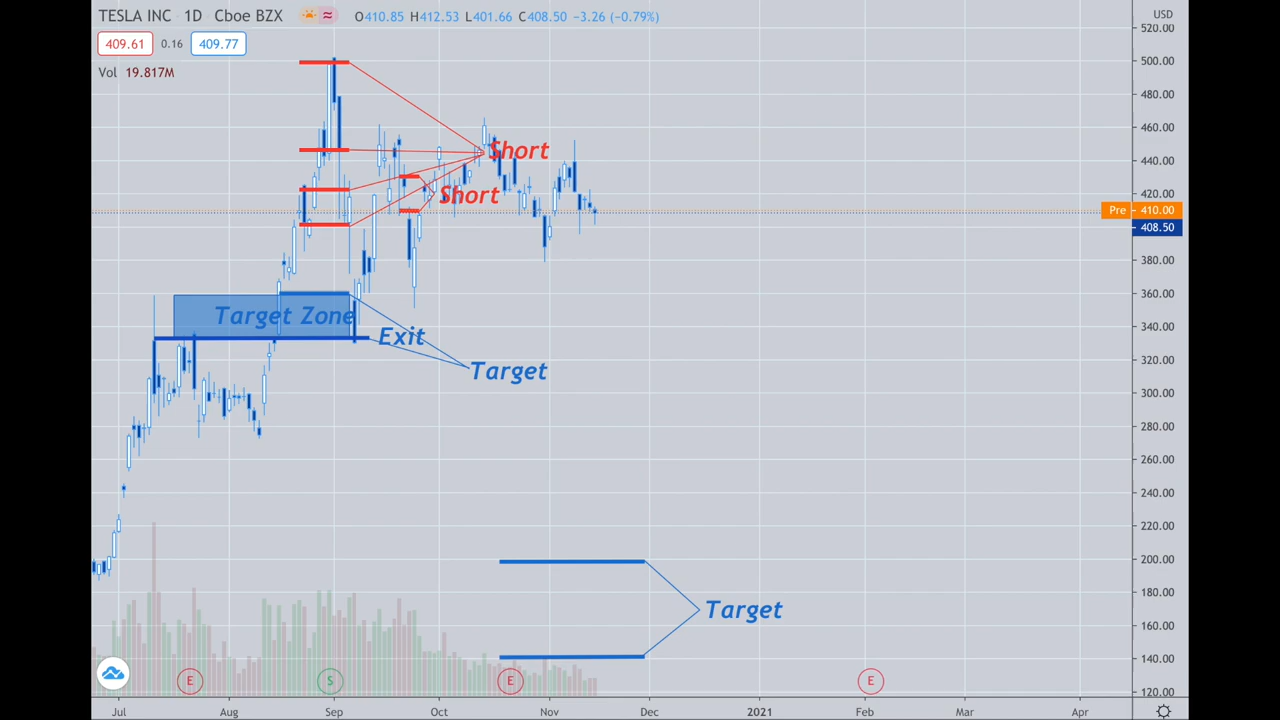 TESLA INC 1D Cboe BZX O410.85 H412.53 L401.66 C408.50 −3.26 (−0.79%)
409.61 0.16 409.77
Vol 19.817M
USD
520.00
500.00
480.00
460.00
440.00
420.00
Pre 410.00
408.50
380.00
360.00
340.00
320.00
300.00
280.00
260.00
240.00
220.00
200.00
180.00
160.00
140.00
120.00
Short
Short
Target Zone
Exit
Target
Target
E S E E
Jul Aug Sep Oct Nov Dec 2021 Feb Mar Apr